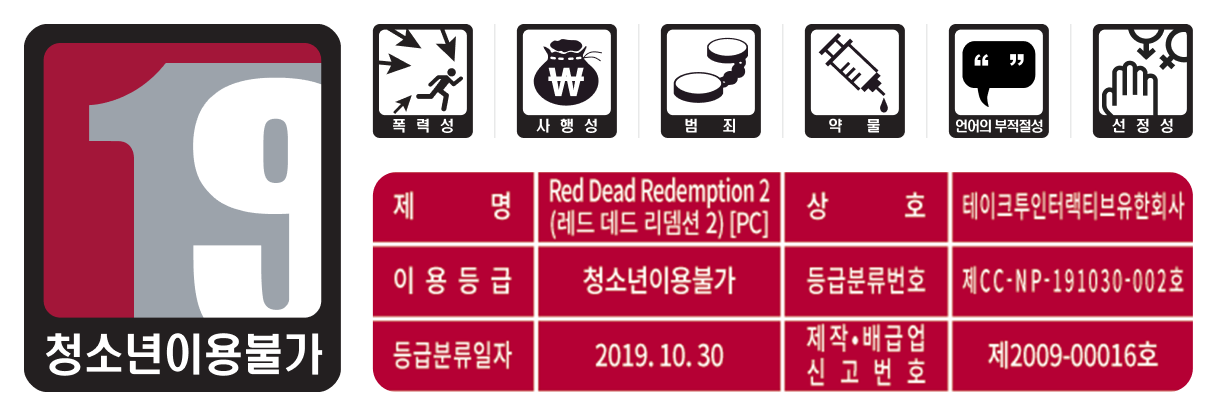 19
청소년이용불가
폭력성
사행성
범죄
약물
언어의 부적절성
선정성
제 명
Red Dead Redemption 2
(레드 데드 리뎀션 2) [PC]
상 호
테이크투인터랙티브유한회사
이용등급
청소년이용불가
등급분류번호
제CC-NP-191030-002호
등급분류일자
2019. 10. 30
제작•배급업
신고번호
제2009-00016호